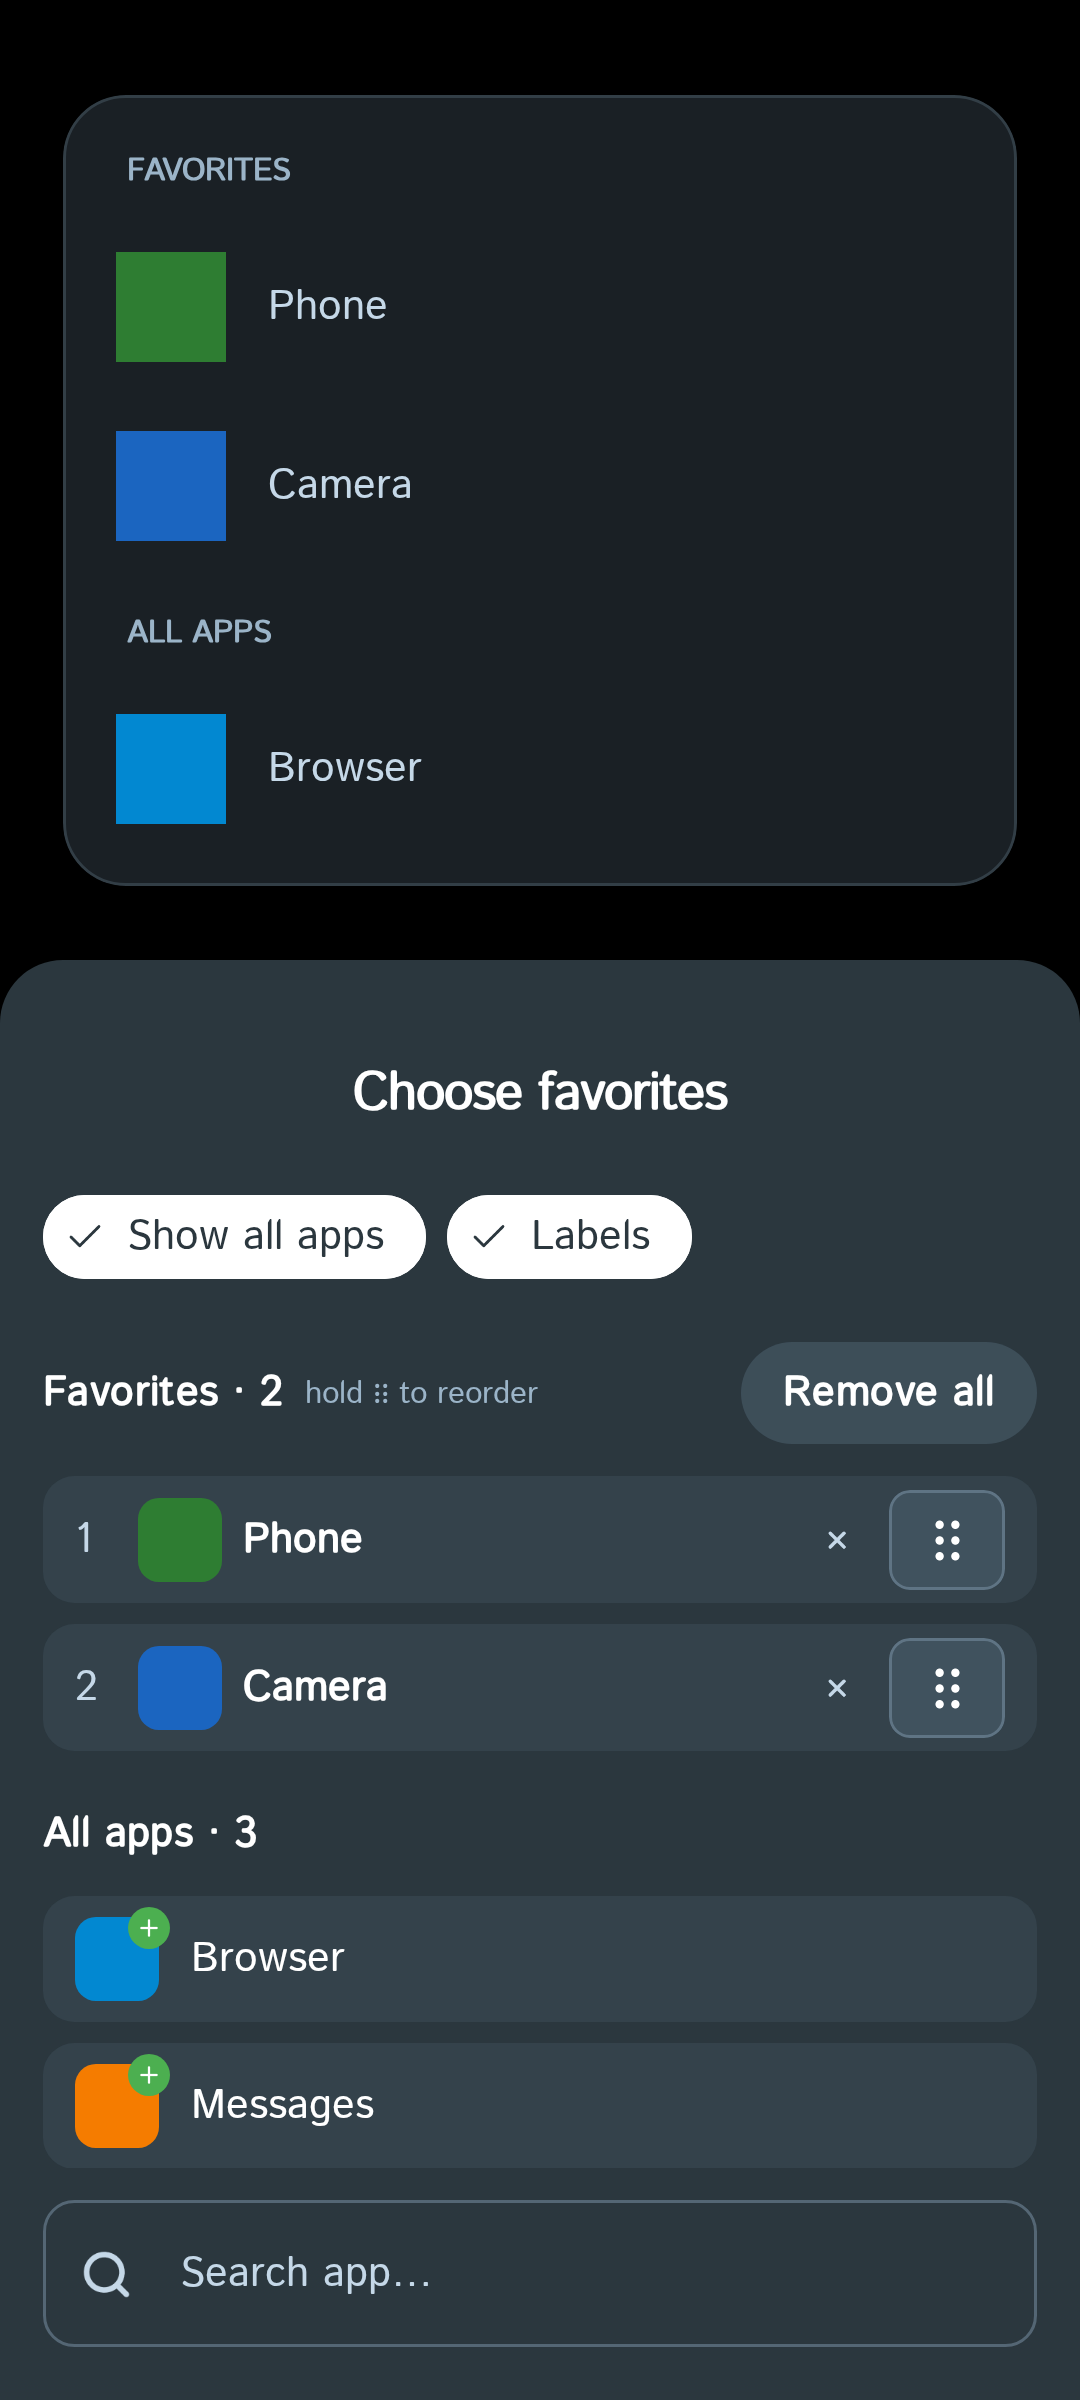 FAVORITES
Phone
Camera
ALL APPS
Browser
Choose favorites
Show all apps
Labels
Favorites · 2 hold ⠿ to reorder
Remove all
1 Phone ×
2 Camera ×
All apps · 3
+ Browser
+ Messages
Search app...